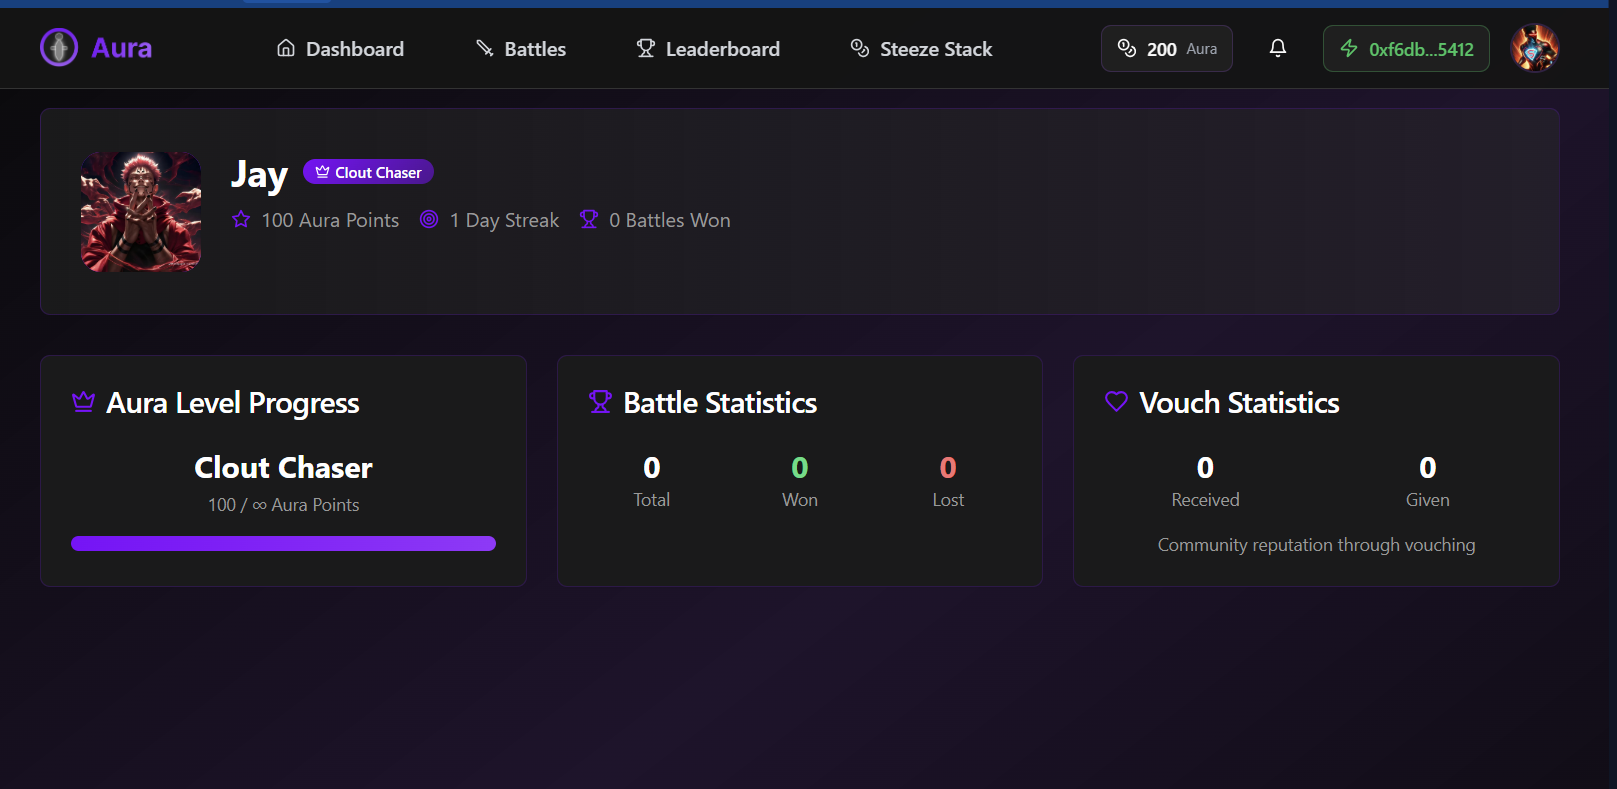 Aura
Dashboard
Battles
Leaderboard
Steeze Stack
200 Aura
0xf6db...5412
Jay
Clout Chaser
100 Aura Points
1 Day Streak
0 Battles Won
Aura Level Progress
Clout Chaser
100 / ∞ Aura Points
Battle Statistics
0
Total
0
Won
0
Lost
Vouch Statistics
0
Received
0
Given
Community reputation through vouching